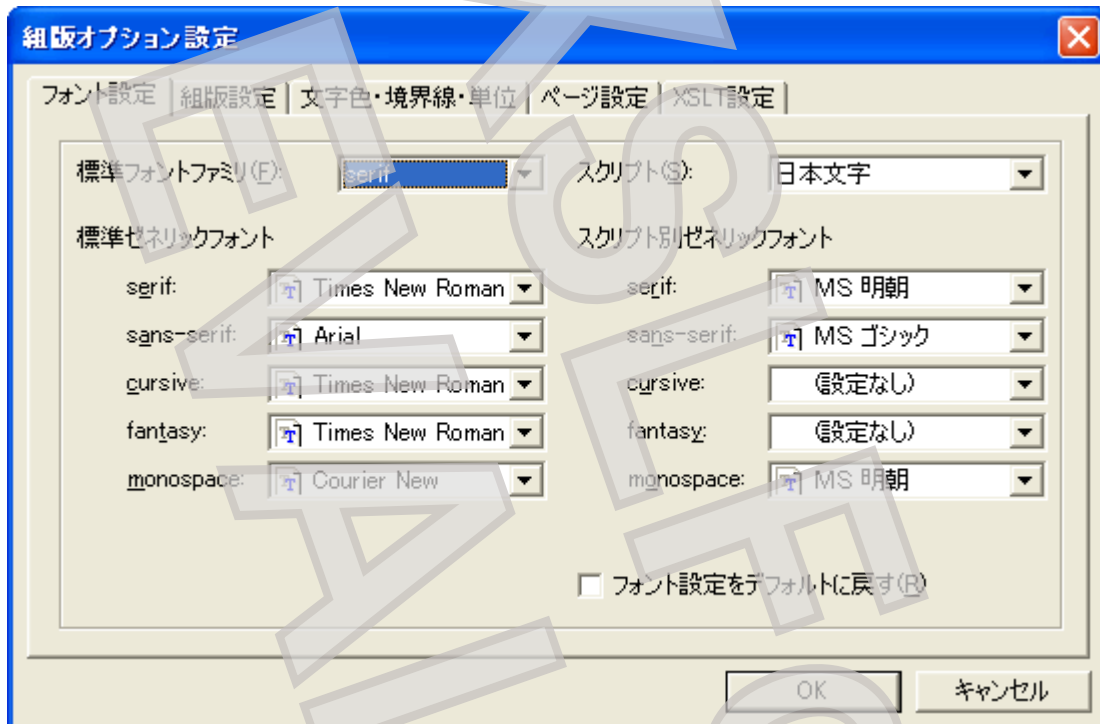 組版オプション設定
フォント設定 組版設定 文字色・境界線・単位 ページ設定 XSLT設定
標準フォントファミリ(F): serif スクリプト(S): 日本文字
標準ゼネリックフォント スクリプト別ゼネリックフォント
serif: Times New Roman serif: MS 明朝
sans-serif: Arial sans-serif: MS ゴシック
cursive: Times New Roman cursive: (設定なし)
fantasy: Times New Roman fantasy: (設定なし)
monospace: Courier New monospace: MS 明朝
フォント設定をデフォルトに戻す(R)
OK キャンセル